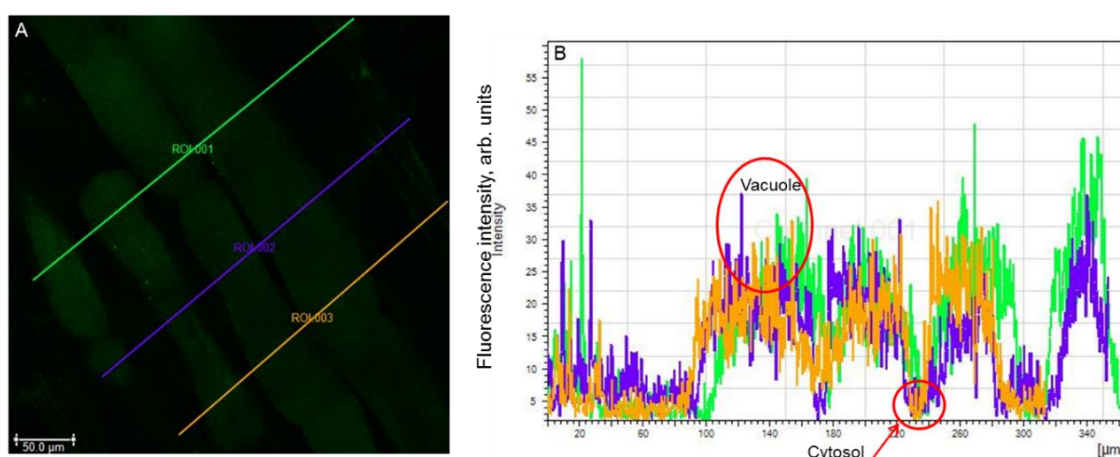 A
ROI.001
ROI.002
ROI.003
50.0 µm
B
Fluorescence intensity, arb. units
Intensity
55
50
45
40
35
30
25
20
15
10
5
Vacuole
Cytosol
20 60 100 140 180 220 260 300 340 [µm